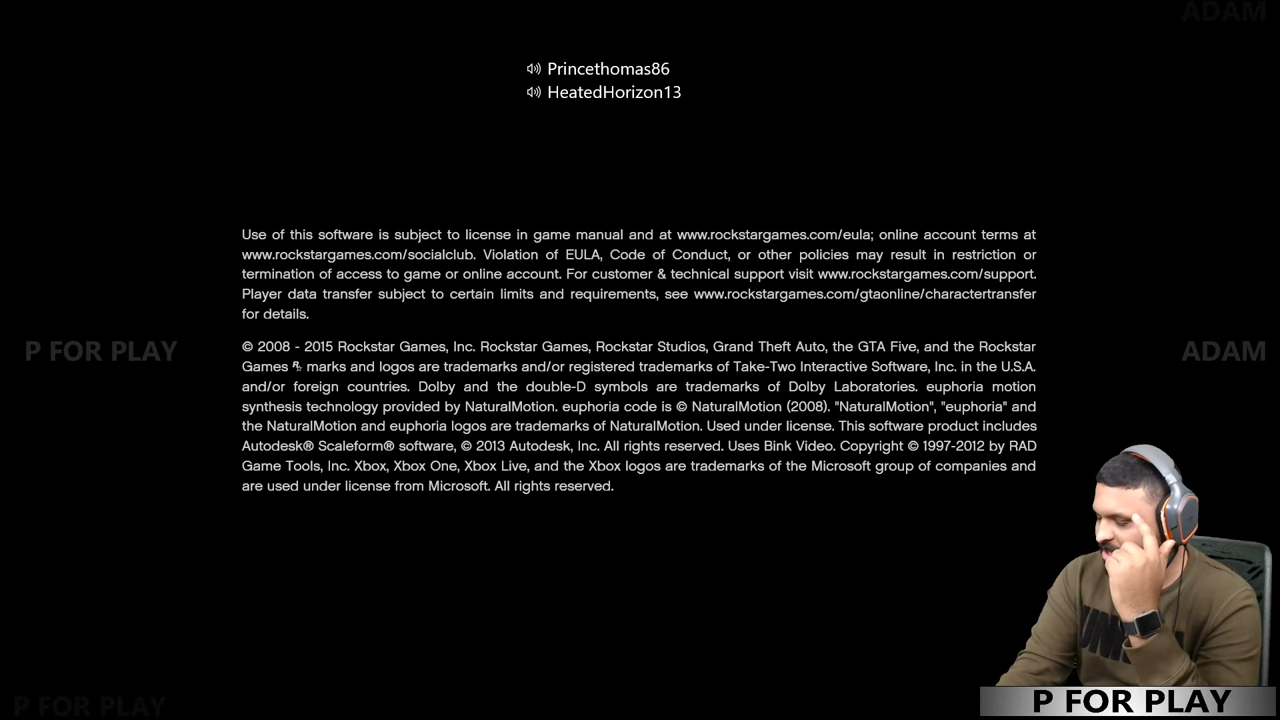 ADAM
Princethomas86
HeatedHorizon13
Use of this software is subject to license in game manual and at www.rockstargames.com/eula; online account terms at
www.rockstargames.com/socialclub. Violation of EULA, Code of Conduct, or other policies may result in restriction or
termination of access to game or online account. For customer & technical support visit www.rockstargames.com/support.
Player data transfer subject to certain limits and requirements, see www.rockstargames.com/gtaonline/charactertransfer
for details.
© 2008 - 2015 Rockstar Games, Inc. Rockstar Games, Rockstar Studios, Grand Theft Auto, the GTA Five, and the Rockstar
Games R* marks and logos are trademarks and/or registered trademarks of Take-Two Interactive Software, Inc. in the U.S.A.
and/or foreign countries. Dolby and the double-D symbols are trademarks of Dolby Laboratories. euphoria motion
synthesis technology provided by NaturalMotion. euphoria code is © NaturalMotion (2008). "NaturalMotion", "euphoria" and
the NaturalMotion and euphoria logos are trademarks of NaturalMotion. Used under license. This software product includes
Autodesk® Scaleform® software, © 2013 Autodesk, Inc. All rights reserved. Uses Bink Video. Copyright © 1997-2012 by RAD
Game Tools, Inc. Xbox, Xbox One, Xbox Live, and the Xbox logos are trademarks of the Microsoft group of companies and
are used under license from Microsoft. All rights reserved.
P FOR PLAY
ADAM
P FOR PLAY
P FOR PLAY